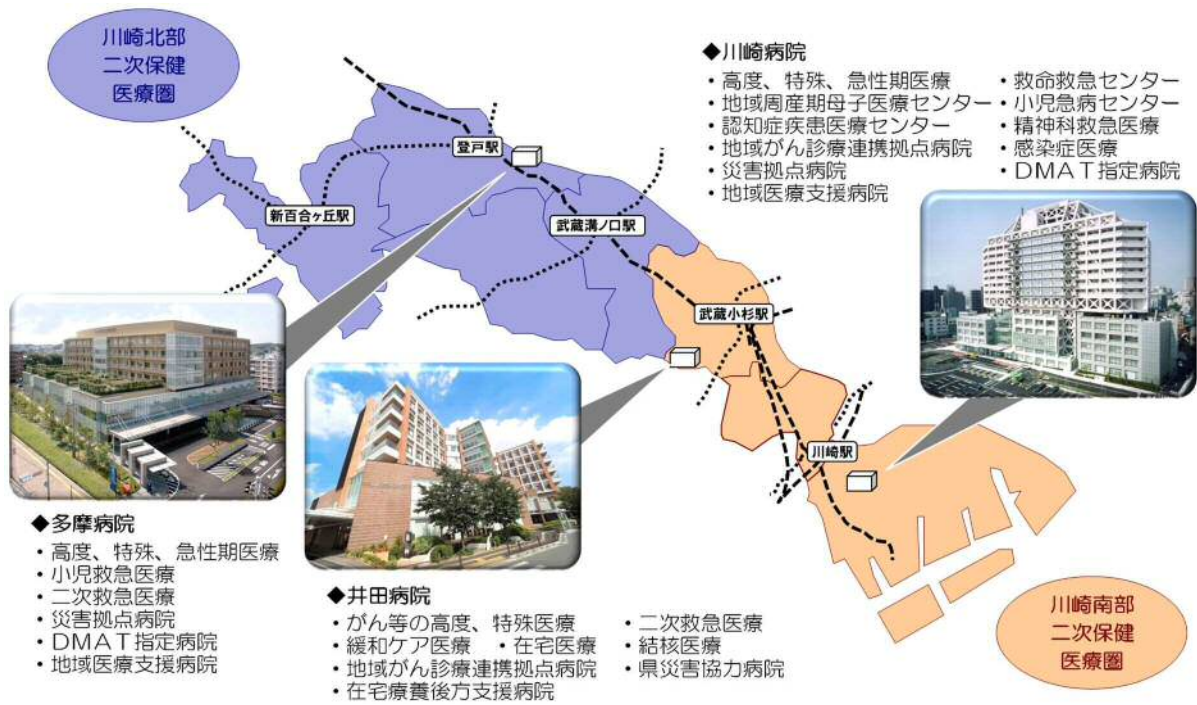 川崎北部
二次保健
医療圏
登戸駅
新百合ヶ丘駅
武蔵溝ノ口駅
武蔵小杉駅
川崎駅
◆川崎病院
・高度、特殊、急性期医療
・地域周産期母子医療センター
・認知症疾患医療センター
・地域がん診療連携拠点病院
・災害拠点病院
・地域医療支援病院
・救命救急センター
・小児急病センター
・精神科救急医療
・感染症医療
・DMAT指定病院
◆多摩病院
・高度、特殊、急性期医療
・小児救急医療
・二次救急医療
・災害拠点病院
・DMAT指定病院
・地域医療支援病院
◆井田病院
・がん等の高度、特殊医療
・緩和ケア医療 ・在宅医療
・地域がん診療連携拠点病院
・在宅療養後方支援病院
・二次救急医療
・結核医療
・県災害協力病院
川崎南部
二次保健
医療圏